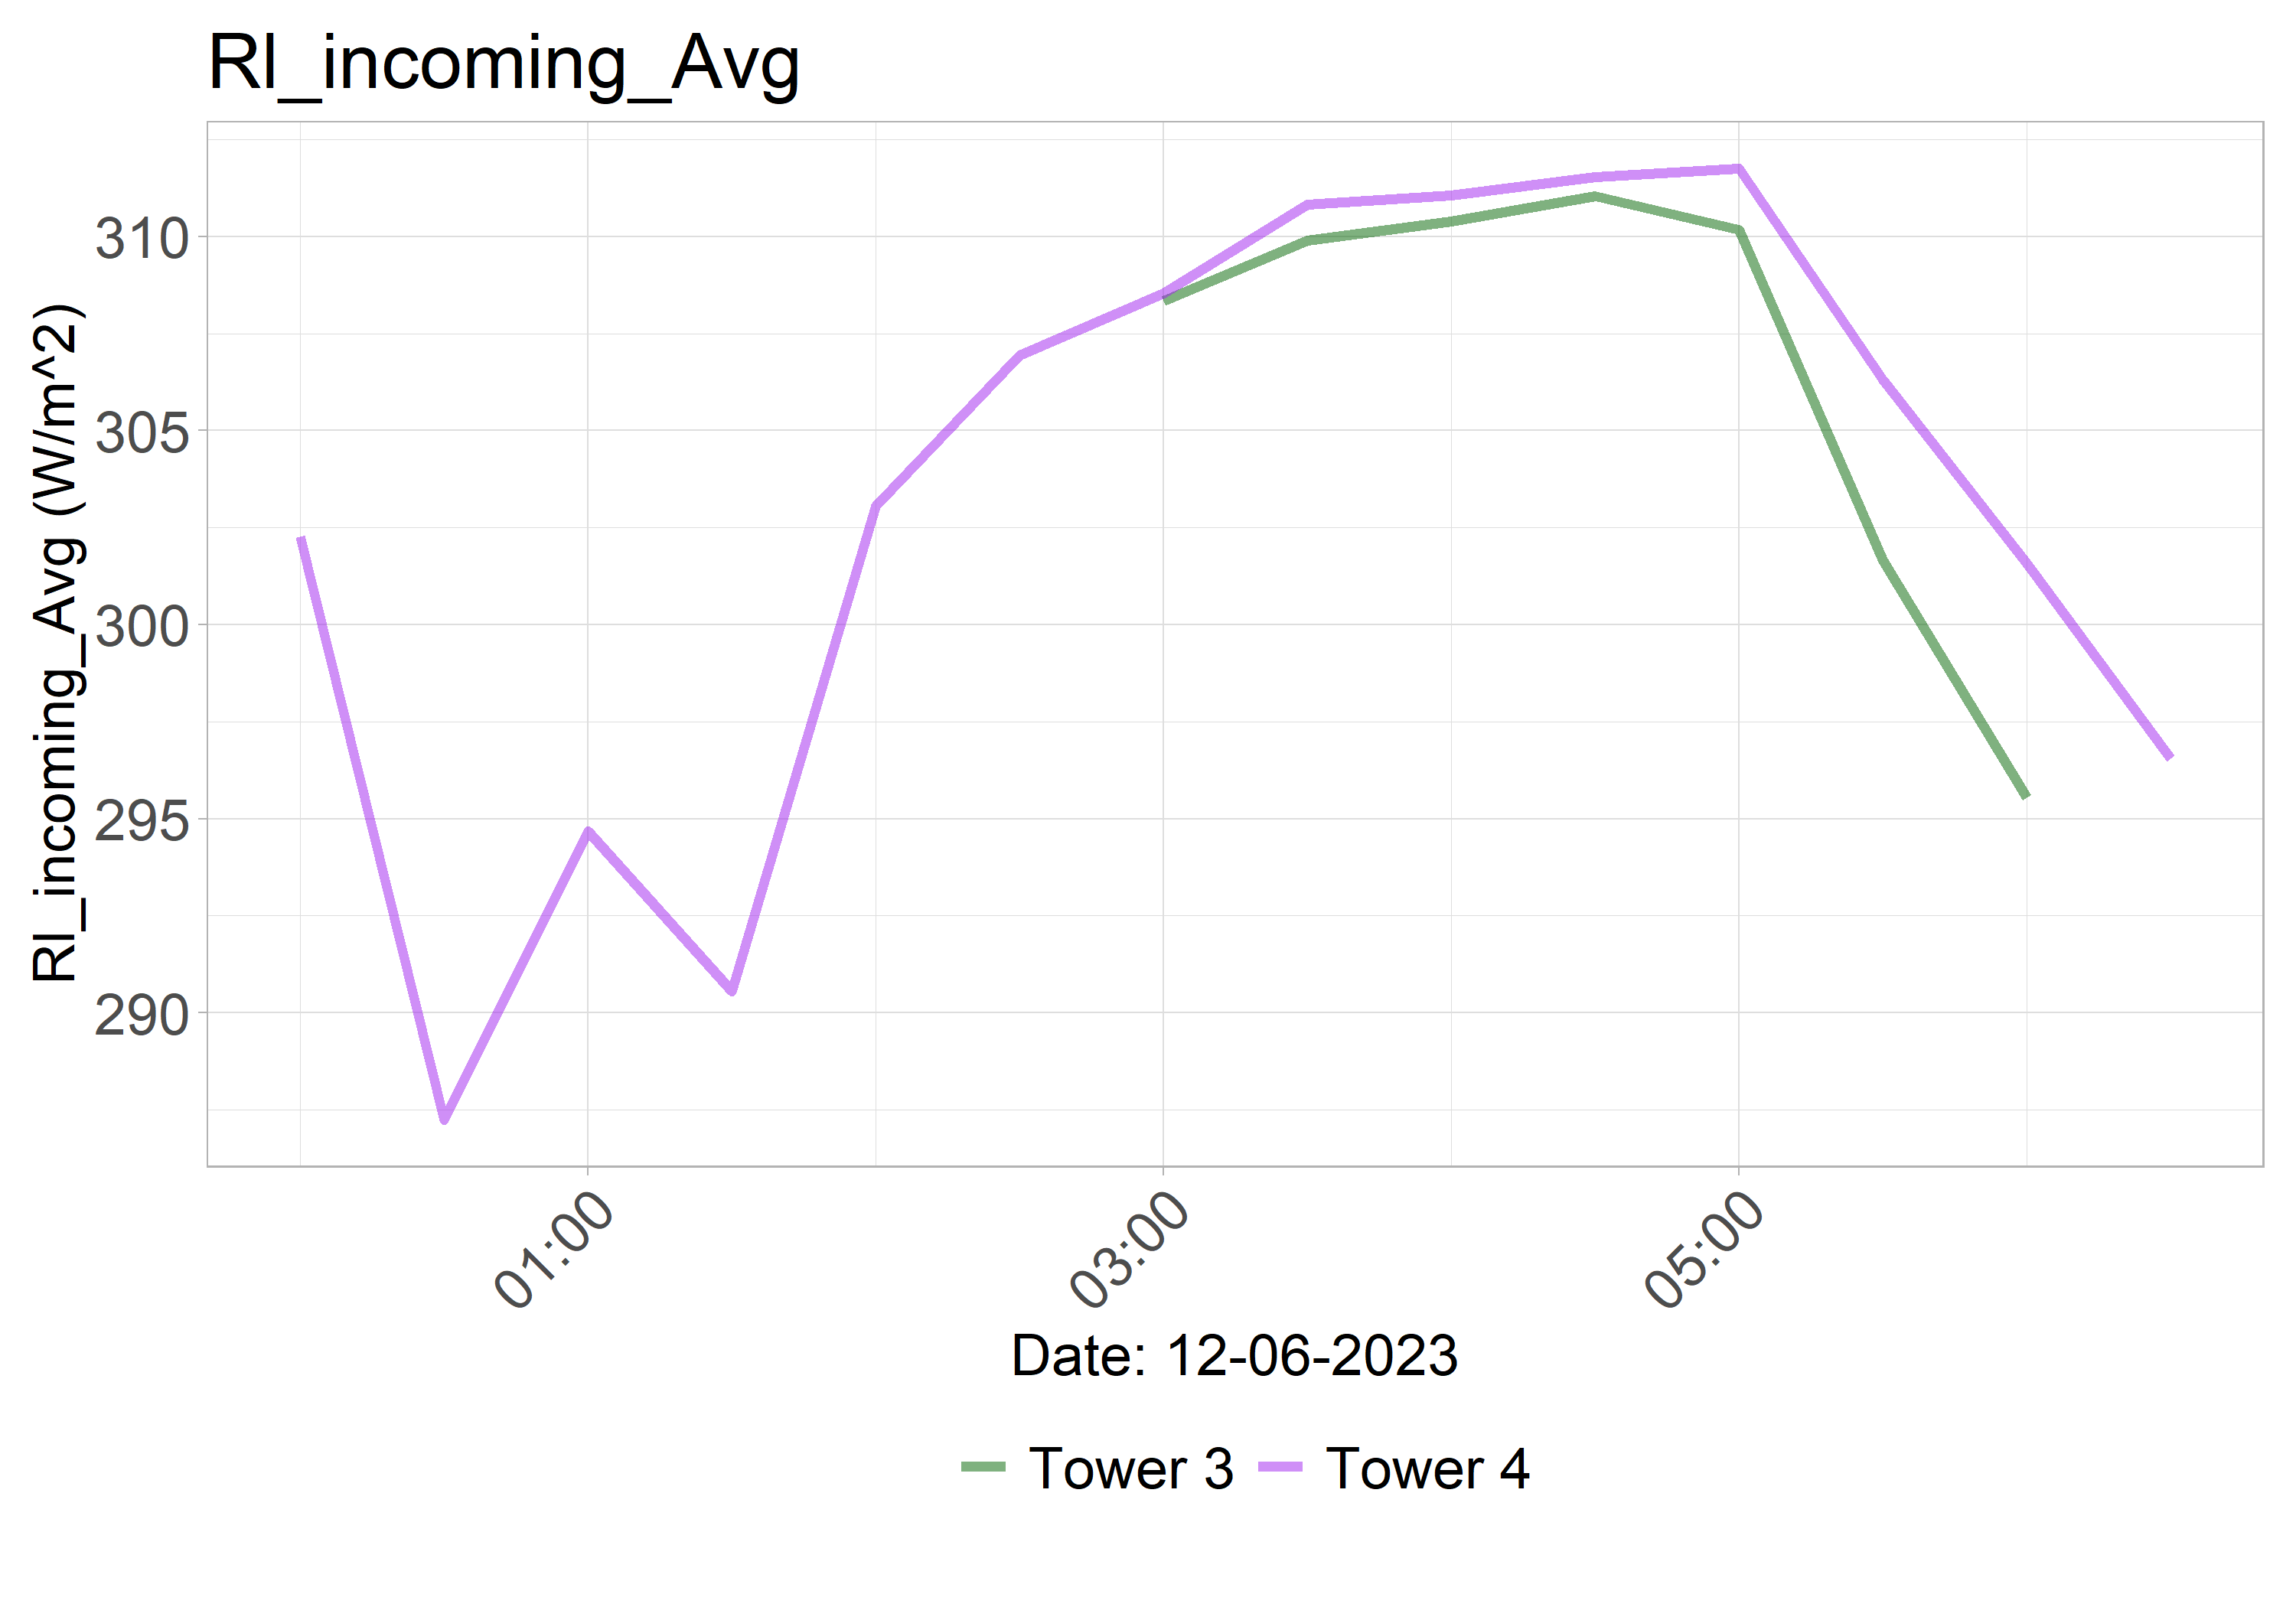 Rl_incoming_Avg
Rl_incoming_Avg (W/m^2)
310
305
300
295
290
01:00
03:00
05:00
Date: 12-06-2023
Tower 3
Tower 4